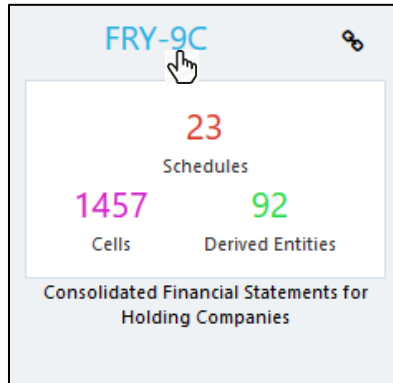 FRY-9C
23
Schedules
1457 92
Cells Derived Entities
Consolidated Financial Statements for
Holding Companies